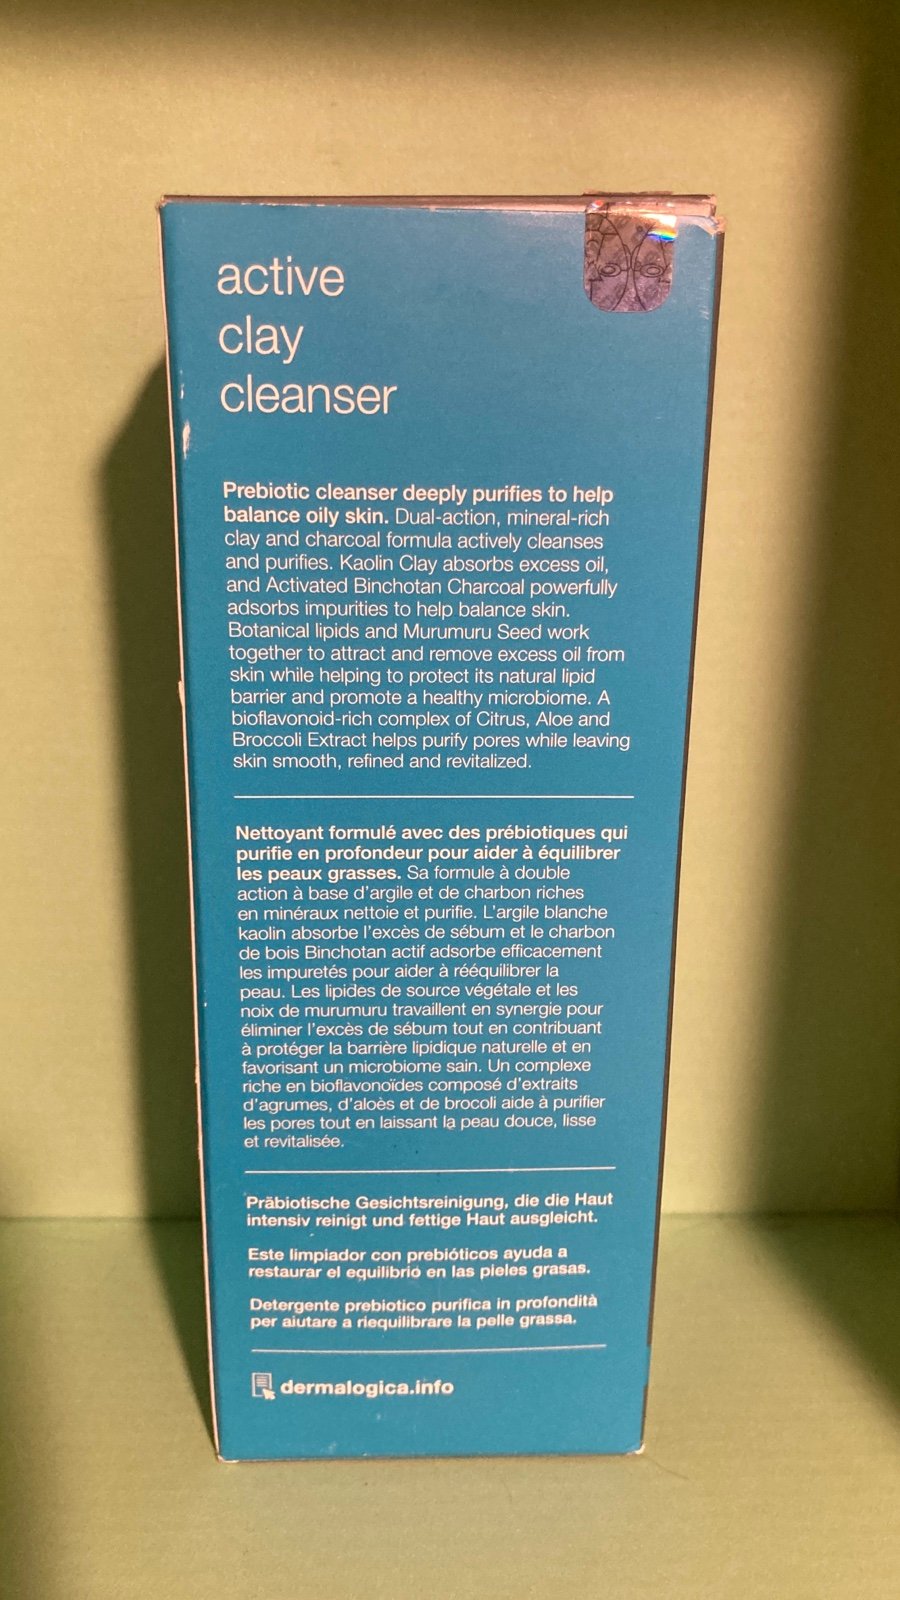 active
clay
cleanser
Prebiotic cleanser deeply purifies to help
balance oily skin. Dual-action, mineral-rich
clay and charcoal formula actively cleanses
and purifies. Kaolin Clay absorbs excess oil,
and Activated Binchotan Charcoal powerfully
adsorbs impurities to help balance skin.
Botanical lipids and Murumuru Seed work
together to attract and remove excess oil from
skin while helping to protect its natural lipid
barrier and promote a healthy microbiome. A
bioflavonoid-rich complex of Citrus, Aloe and
Broccoli Extract helps purify pores while leaving
skin smooth, refined and revitalized.
Nettoyant formulé avec des prébiotiques qui
purifie en profondeur pour aider à équilibrer
les peaux grasses. Sa formule à double
action à base d'argile et de charbon riches
en minéraux nettoie et purifie. L'argile blanche
kaolin absorbe l'excès de sébum et le charbon
de bois Binchotan actif adsorbe efficacement
les impuretés pour aider à rééquilibrer la
peau. Les lipides de source végétale et les
noix de murumuru travaillent en synergie pour
éliminer l'excès de sébum tout en contribuant
à protéger la barrière lipidique naturelle et en
favorisant un microbiome sain. Un complexe
riche en bioflavonoïdes composé d'extraits
d'agrumes, d'aloès et de brocoli aide à purifier
les pores tout en laissant la peau douce, lisse
et revitalisée.
Präbiotische Gesichtsreinigung, die die Haut
intensiv reinigt und fettige Haut ausgleicht.
Este limpiador con prebióticos ayuda a
restaurar el equilibrio en las pieles grasas.
Detergente prebiotico purifica in profondità
per aiutare a riequilibrare la pelle grassa.
dermalogica.info